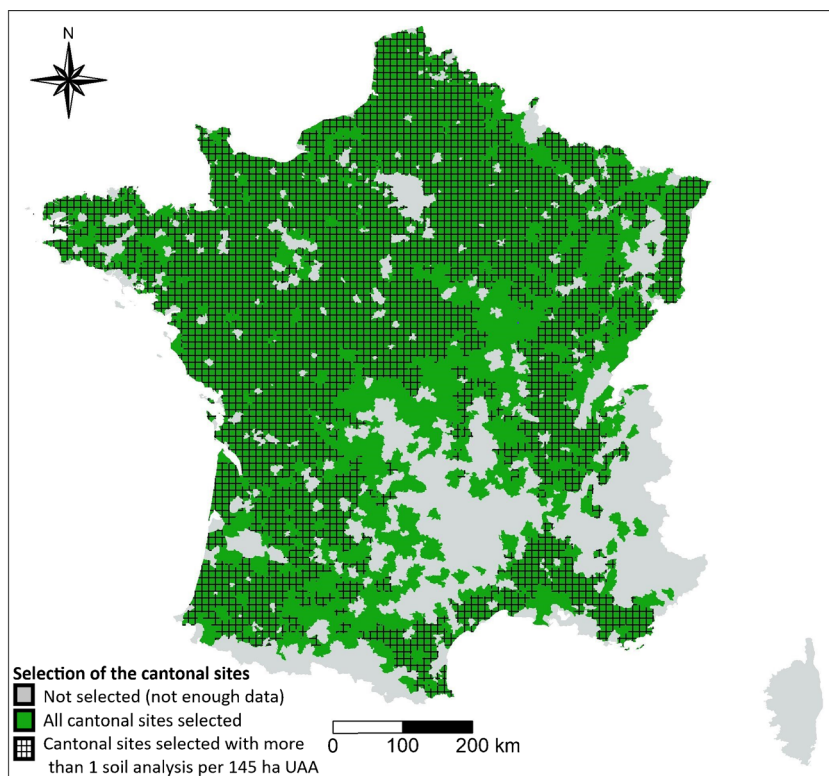 N
Selection of the cantonal sites
Not selected (not enough data)
All cantonal sites selected
Cantonal sites selected with more
than 1 soil analysis per 145 ha UAA
0 100 200 km